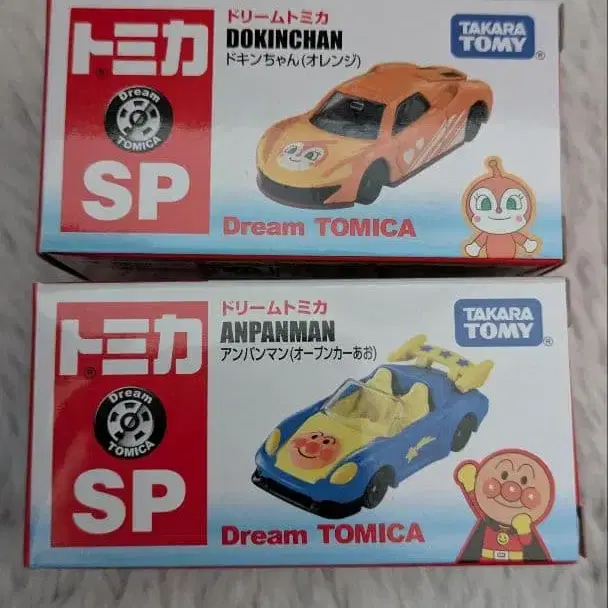 トミカ
®
Dream
TOMICA
SP
ドリームトミカ
DOKINCHAN
ドキンちゃん(オレンジ)
TAKARA
TOMY
®
Dream TOMICA
トミカ
®
Dream
TOMICA
SP
ドリームトミカ
ANPANMAN
アンパンマン(オープンカーあお)
TAKARA
TOMY
®
Dream TOMICA